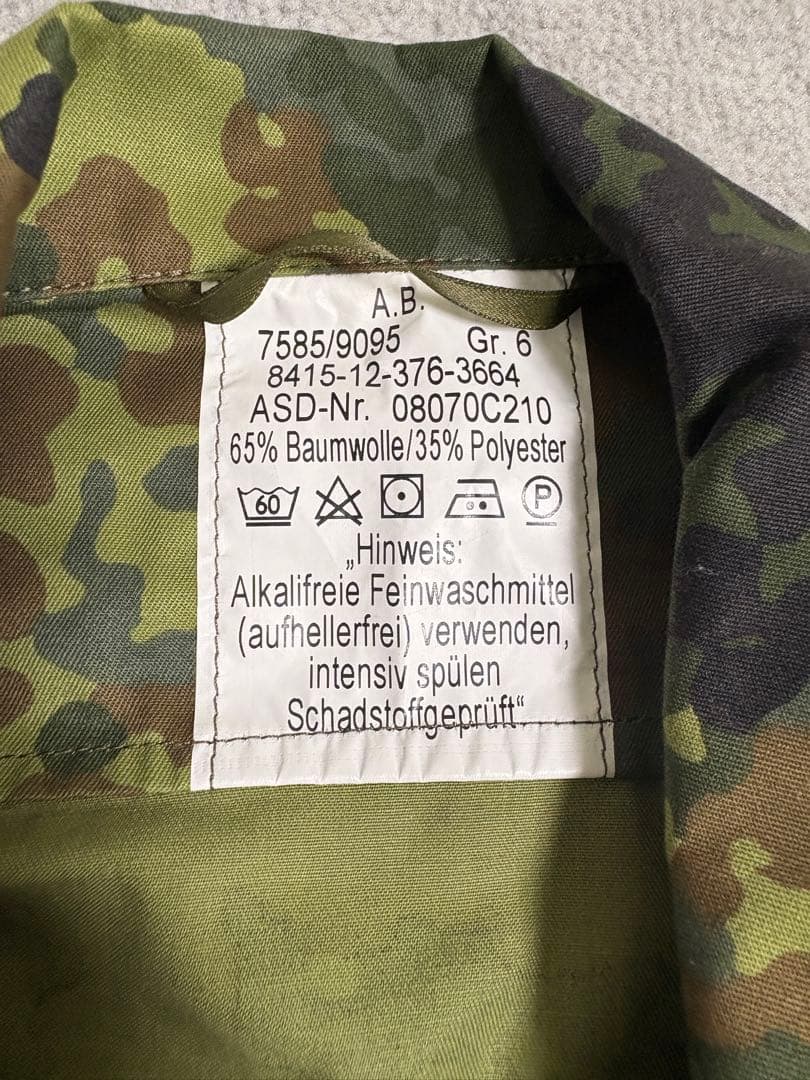 A.B.
7585/9095 Gr. 6
8415-12-376-3664
ASD-Nr. 08070C210
65% Baumwolle/35% Polyester
60 P
„Hinweis:
Alkalifreie Feinwaschmittel
(aufhellerfrei) verwenden,
intensiv spülen
Schadstoffgeprüft“